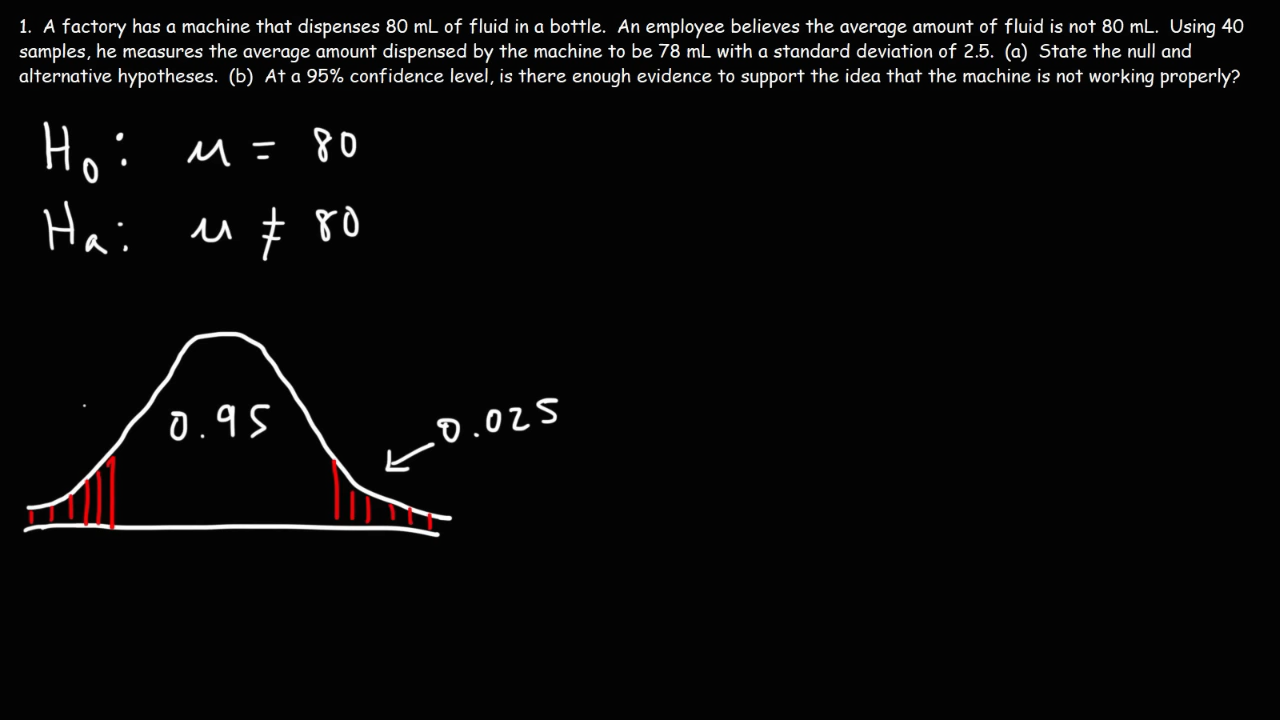 1. A factory has a machine that dispenses 80 mL of fluid in a bottle. An employee believes the average amount of fluid is not 80 mL. Using 40
samples, he measures the average amount dispensed by the machine to be 78 mL with a standard deviation of 2.5. (a) State the null and
alternative hypotheses. (b) At a 95% confidence level, is there enough evidence to support the idea that the machine is not working properly?
H₀: μ = 80
Hₐ: μ ≠ 80
0.95
0.025